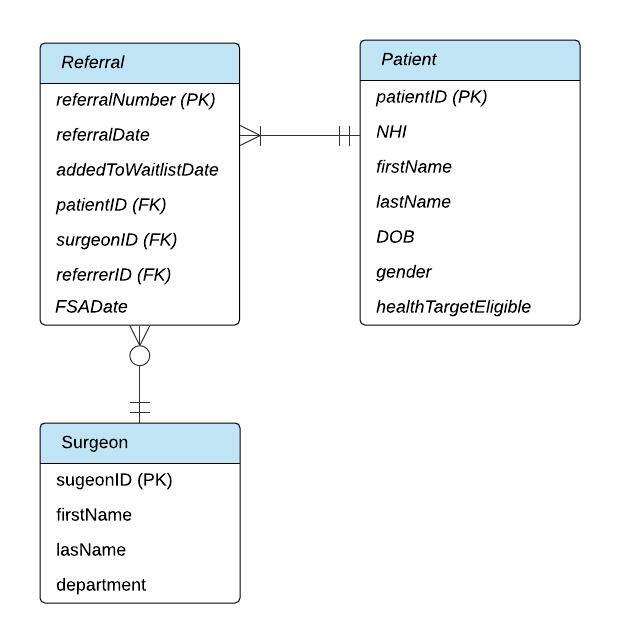 Referral
referralNumber (PK)
referralDate
addedToWaitlistDate
patientID (FK)
surgeonID (FK)
referrerID (FK)
FSADate
Patient
patientID (PK)
NHI
firstName
lastName
DOB
gender
healthTargetEligible
Surgeon
sugeonID (PK)
firstName
lasName
department